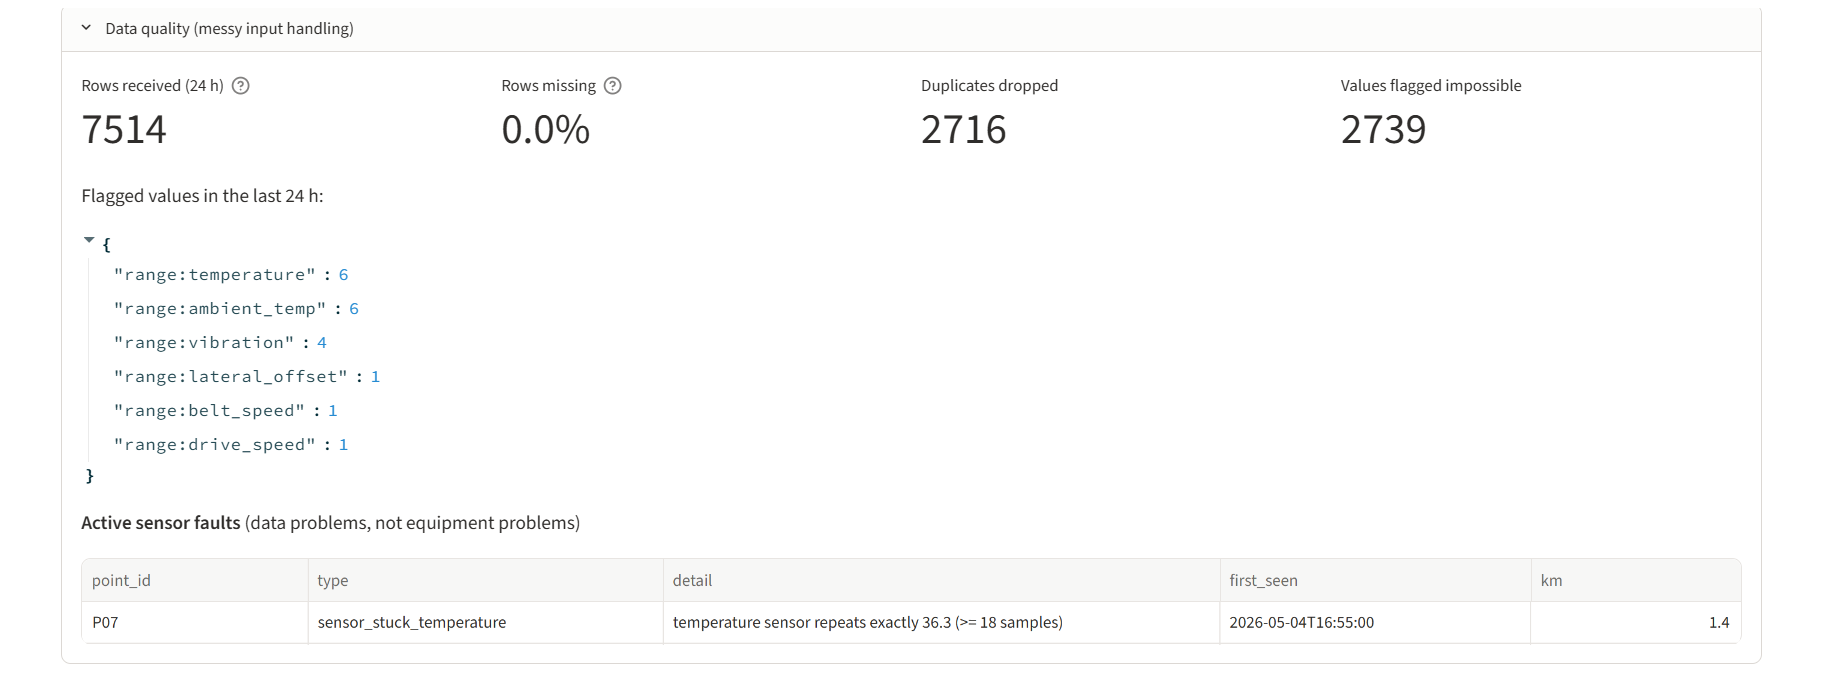 Data quality (messy input handling)
Rows received (24 h) ?
Rows missing ?
Duplicates dropped
Values flagged impossible
7514
0.0%
2716
2739
Flagged values in the last 24 h:
{
"range:temperature" : 6
"range:ambient_temp" : 6
"range:vibration" : 4
"range:lateral_offset" : 1
"range:belt_speed" : 1
"range:drive_speed" : 1
}
Active sensor faults (data problems, not equipment problems)
point_id type detail first_seen km
P07 sensor_stuck_temperature temperature sensor repeats exactly 36.3 (>= 18 samples) 2026-05-04T16:55:00 1.4